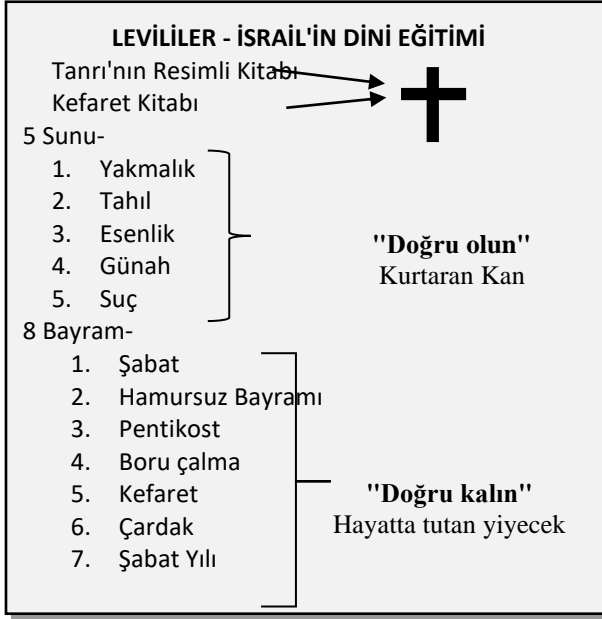 LEVİLİLER - İSRAİL'İN DİNİ EĞİTİMİ
Tanrı'nın Resimli Kitabı
Kefaret Kitabı
5 Sunu-
1. Yakmalık
2. Tahıl
3. Esenlik
4. Günah
5. Suç
"Doğru olun"
Kurtaran Kan
8 Bayram-
1. Şabat
2. Hamursuz Bayramı
3. Pentikost
4. Boru çalma
5. Kefaret
6. Çardak
7. Şabat Yılı
"Doğru kalın"
Hayatta tutan yiyecek